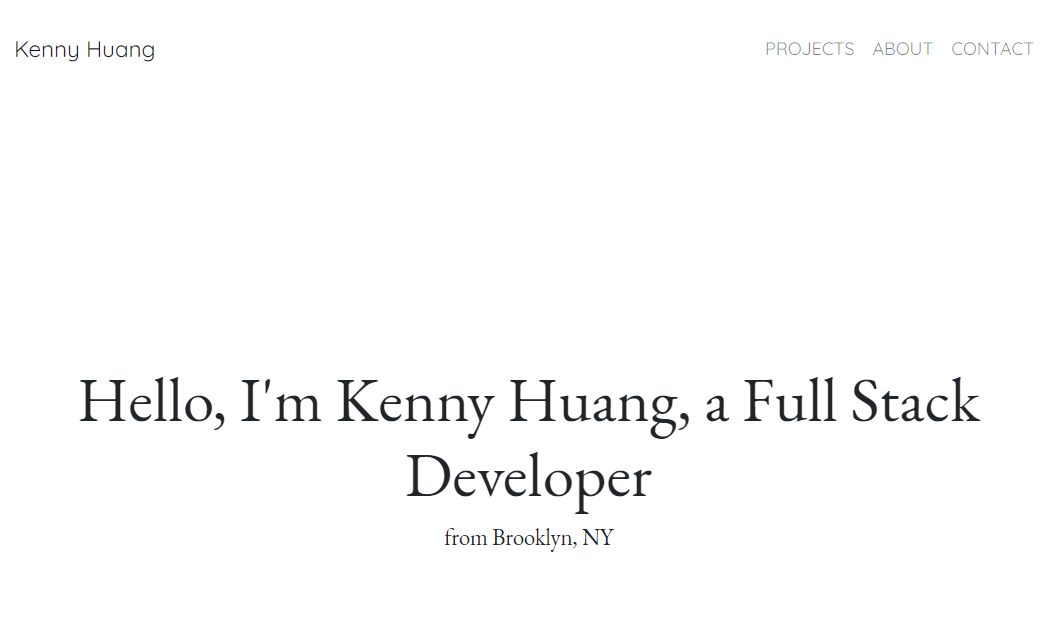 Kenny Huang
PROJECTS ABOUT CONTACT
Hello, I'm Kenny Huang, a Full Stack
Developer
from Brooklyn, NY